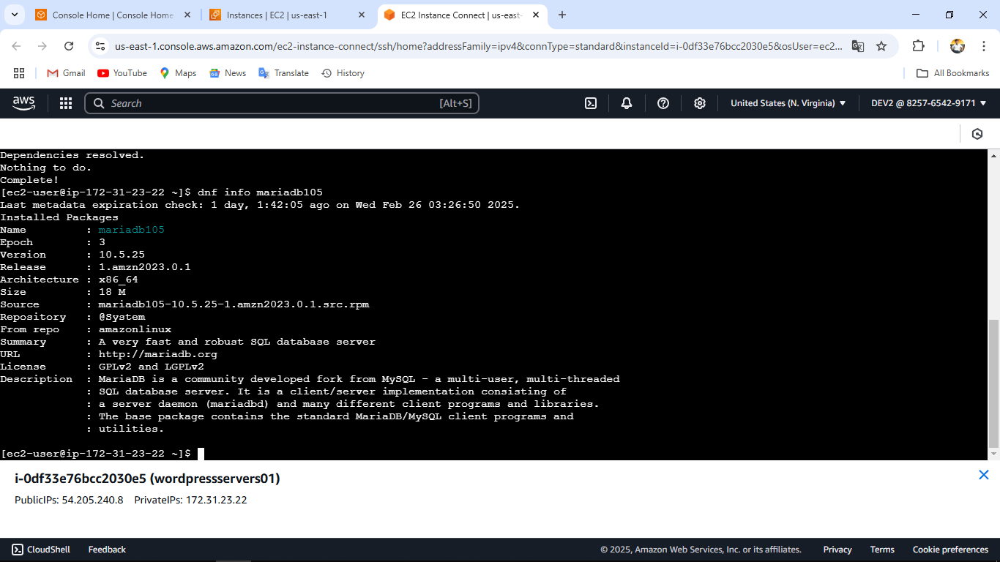 Console Home | Console Home
Instances | EC2 | us-east-1
EC2 Instance Connect | us-east-
us-east-1.console.aws.amazon.com/ec2-instance-connect/ssh/home?addressFamily=ipv4&connType=standard&instanceId=i-0df33e76bcc2030e5&osUser=ec2...
Gmail YouTube Maps News Translate History All Bookmarks
aws Search [Alt+S] United States (N. Virginia) DEV2 @ 8257-6542-9171
Dependencies resolved.
Nothing to do.
Complete!
[ec2-user@ip-172-31-23-22 ~]$ dnf info mariadb105
Last metadata expiration check: 1 day, 1:42:05 ago on Wed Feb 26 03:26:50 2025.
Installed Packages
Name         : mariadb105
Epoch        : 3
Version      : 10.5.25
Release      : 1.amzn2023.0.1
Architecture : x86_64
Size         : 18 M
Source       : mariadb105-10.5.25-1.amzn2023.0.1.src.rpm
Repository   : @System
From repo    : amazonlinux
Summary      : A very fast and robust SQL database server
URL          : http://mariadb.org
License      : GPLv2 and LGPLv2
Description  : MariaDB is a community developed fork from MySQL - a multi-user, multi-threaded
             : SQL database server. It is a client/server implementation consisting of
             : a server daemon (mariadbd) and many different client programs and libraries.
             : The base package contains the standard MariaDB/MySQL client programs and
             : utilities.
[ec2-user@ip-172-31-23-22 ~]$
i-0df33e76bcc2030e5 (wordpressservers01)
PublicIPs: 54.205.240.8 PrivateIPs: 172.31.23.22
CloudShell Feedback © 2025, Amazon Web Services, Inc. or its affiliates. Privacy Terms Cookie preferences